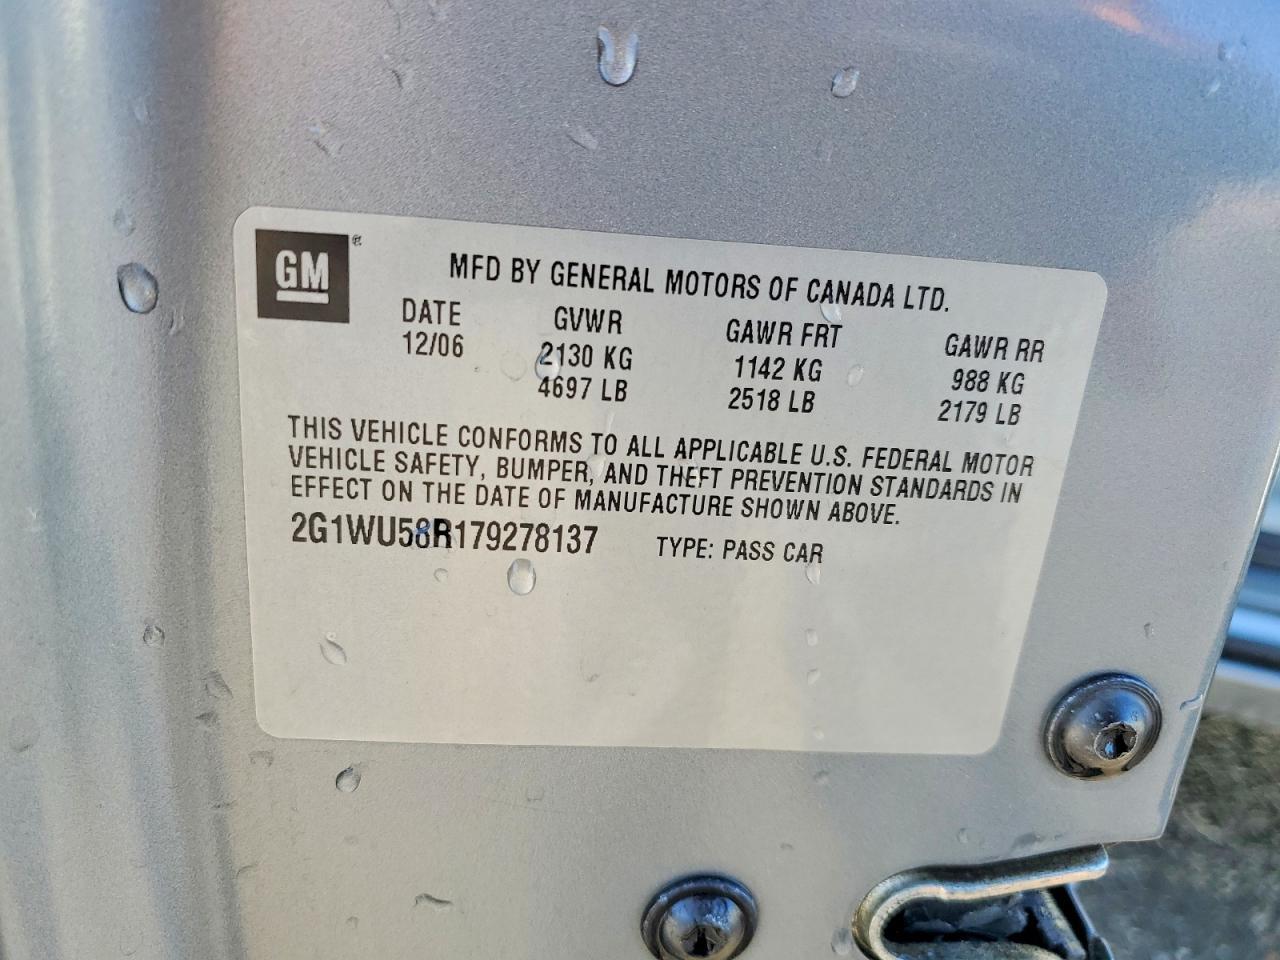 GM®
MFD BY GENERAL MOTORS OF CANADA LTD.
DATE GVWR GAWR FRT GAWR RR
12/06 2130 KG 1142 KG 988 KG
4697 LB 2518 LB 2179 LB
THIS VEHICLE CONFORMS TO ALL APPLICABLE U.S. FEDERAL MOTOR
VEHICLE SAFETY, BUMPER, AND THEFT PREVENTION STANDARDS IN
EFFECT ON THE DATE OF MANUFACTURE SHOWN ABOVE.
2G1WU58R179278137 TYPE: PASS CAR